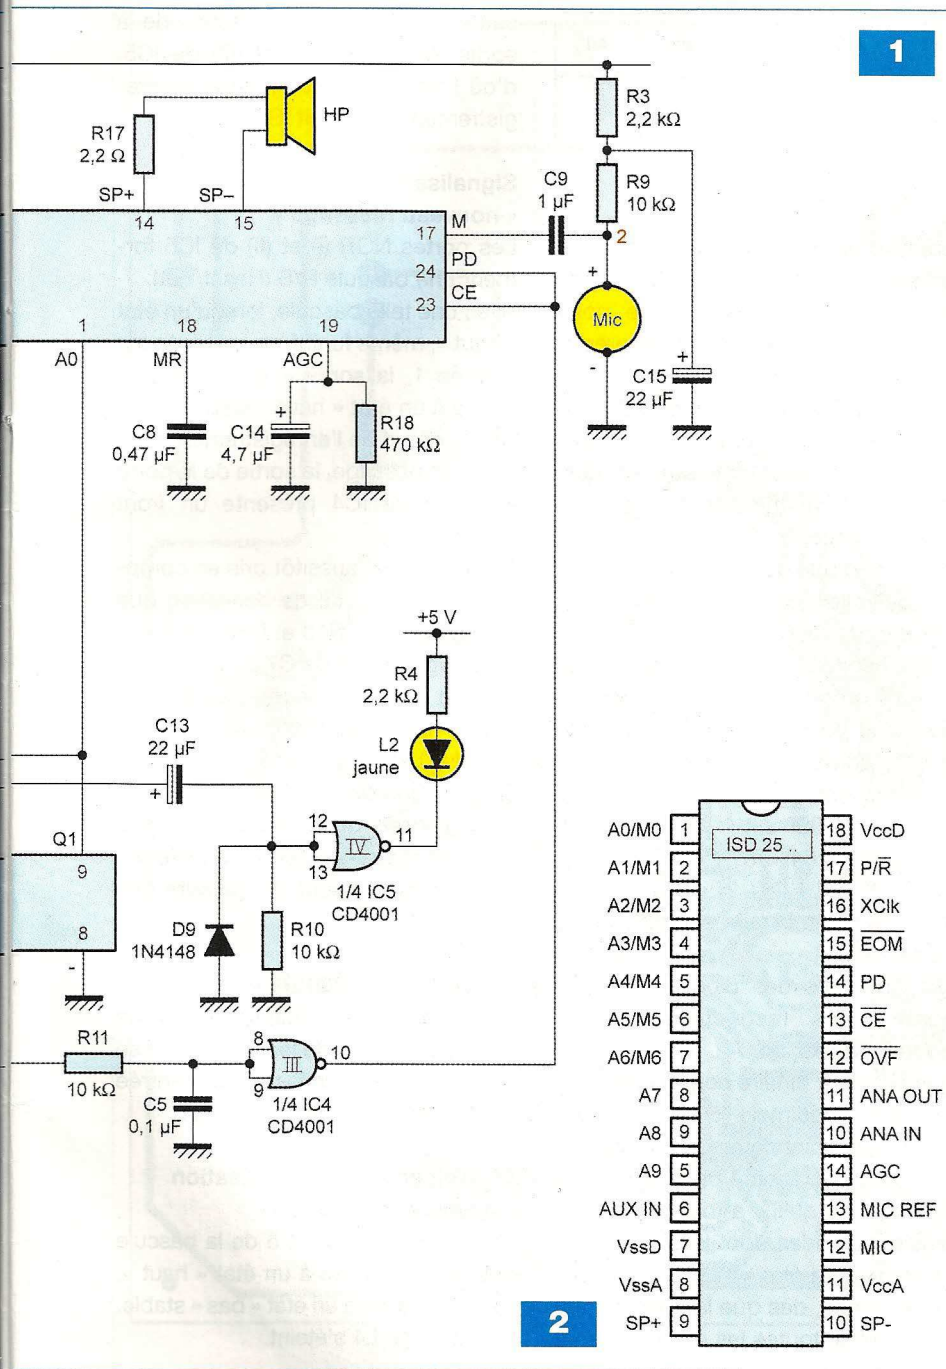 1
R17
2,2 Ω
HP
SP+
SP–
14
15
R3
2,2 kΩ
R9
10 kΩ
C9
1 µF
17
M
24
PD
23
CE
2
+
Mic
-
+
C15
22 µF
1
18
19
A0
MR
AGC
C8
0,47 µF
+
C14
4,7 µF
R18
470 kΩ
+5 V
R4
2,2 kΩ
L2
jaune
C13
22 µF
+
12
13
IV
11
1/4 IC5
CD4001
Q1
9
8
-
D9
1N4148
R10
10 kΩ
R11
10 kΩ
C5
0,1 µF
8
9
III
10
1/4 IC4
CD4001
ISD 25 ..
A0/M0 1 18 VccD
A1/M1 2 17 P/R̅
A2/M2 3 16 XClk
A3/M3 4 15 E̅O̅M̅
A4/M4 5 14 PD
A5/M5 6 13 C̅E̅
A6/M6 7 12 O̅V̅F̅
A7 8 11 ANA OUT
A8 9 10 ANA IN
A9 5 14 AGC
AUX IN 6 13 MIC REF
VssD 7 12 MIC
VssA 8 11 VccA
SP+ 9 10 SP-
2